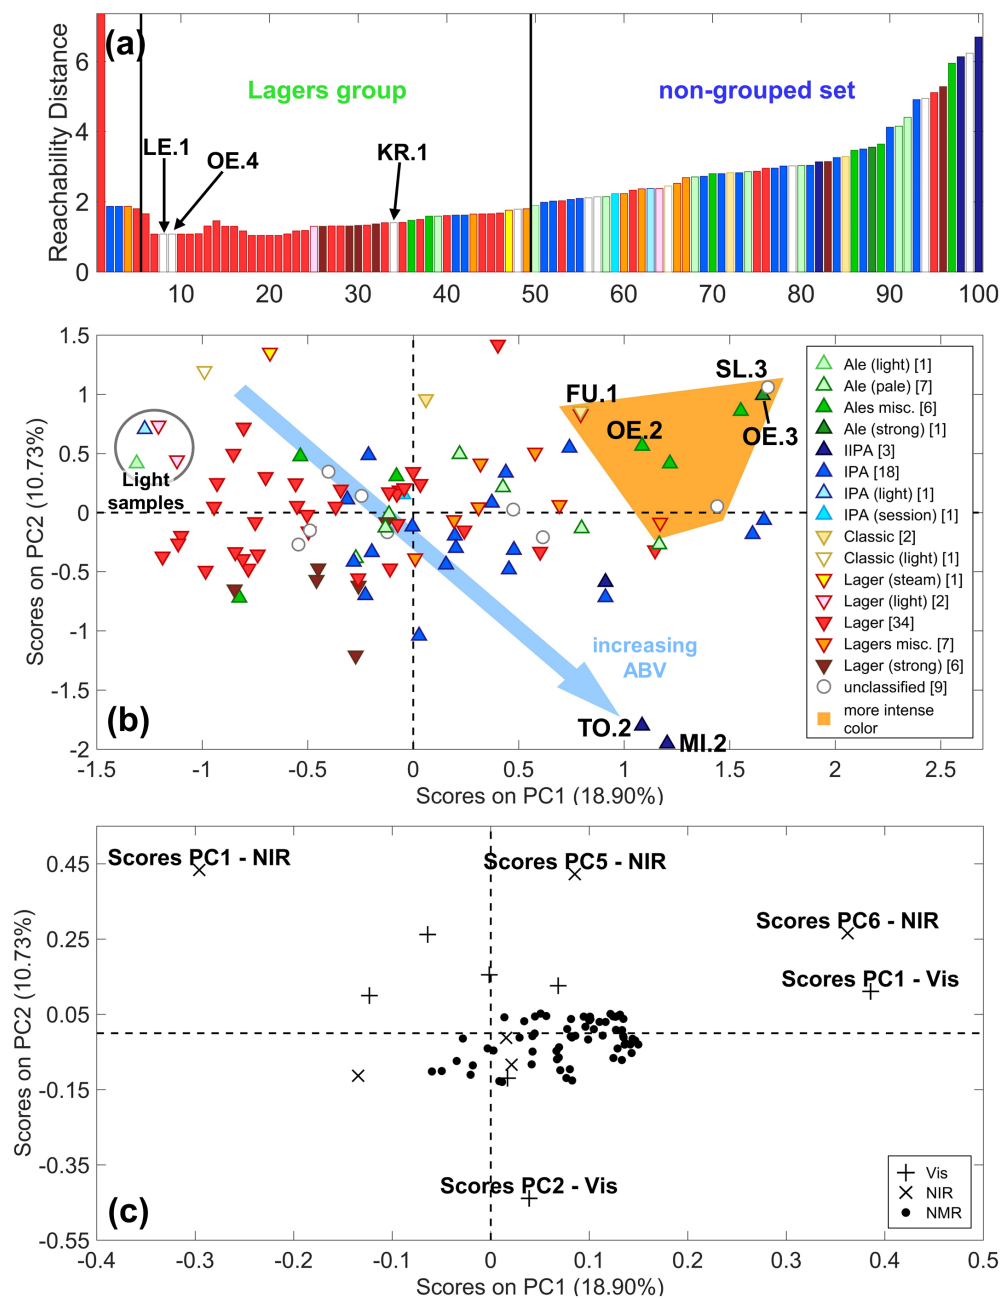 (a)
Reachability Distance
6
4
2
0
Lagers group
non-grouped set
LE.1
OE.4
KR.1
10
20
30
40
50
60
70
80
90
100
(b)
Scores on PC2 (10.73%)
1.5
1
0.5
0
-0.5
-1
-1.5
-2
Light
samples
FU.1
SL.3
OE.2
OE.3
increasing
ABV
TO.2
MI.2
Ale (light) [1]
Ale (pale) [7]
Ales misc. [6]
Ale (strong) [1]
IIPA [3]
IPA [18]
IPA (light) [1]
IPA (session) [1]
Classic [2]
Classic (light) [1]
Lager (steam) [1]
Lager (light) [2]
Lager [34]
Lagers misc. [7]
Lager (strong) [6]
unclassified [9]
more intense
color
-1.5
-1
-0.5
0
0.5
1
1.5
2
2.5
Scores on PC1 (18.90%)
(c)
Scores on PC2 (10.73%)
0.45
0.25
0.05
-0.15
-0.35
-0.55
Scores PC1 - NIR
Scores PC5 - NIR
Scores PC6 - NIR
Scores PC1 - Vis
Scores PC2 - Vis
Vis
NIR
NMR
-0.4
-0.3
-0.2
-0.1
0
0.1
0.2
0.3
0.4
0.5
Scores on PC1 (18.90%)